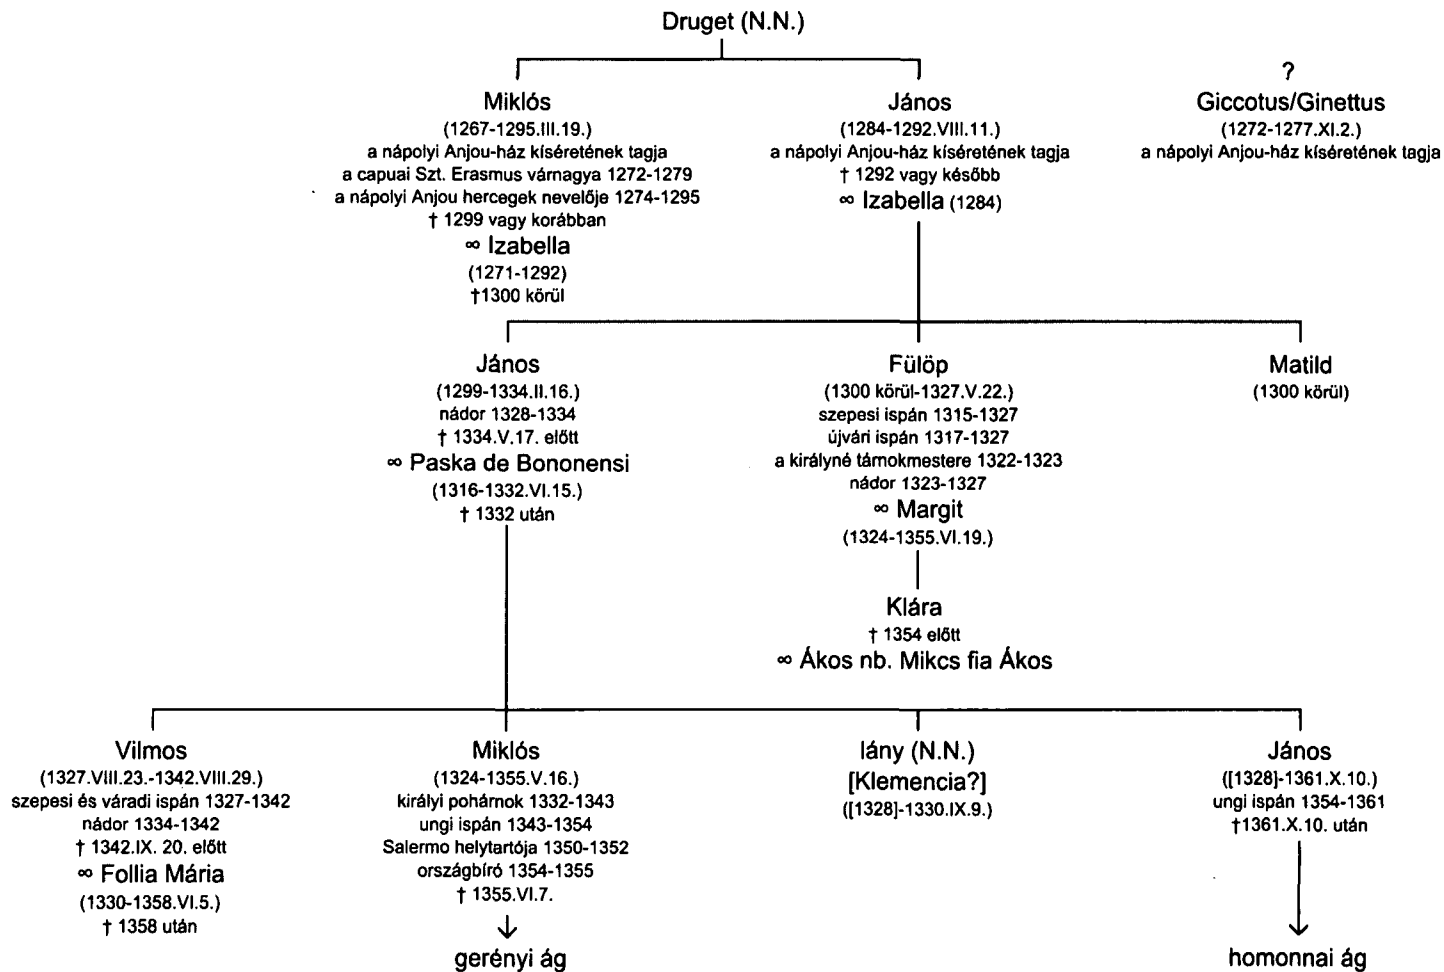 Druget (N.N.)
Miklós
(1267-1295.III.19.)
a nápolyi Anjou-ház kíséretének tagja
a capuai Szt. Erasmus várnagya 1272-1279
a nápolyi Anjou hercegek nevelője 1274-1295
† 1299 vagy korábban
∞ Izabella
(1271-1292)
†1300 körül
János
(1284-1292.VIII.11.)
a nápolyi Anjou-ház kíséretének tagja
† 1292 vagy később
∞ Izabella (1284)
?
Giccotus/Ginettus
(1272-1277.XI.2.)
a nápolyi Anjou-ház kíséretének tagja
János
(1299-1334.II.16.)
nádor 1328-1334
† 1334.V.17. előtt
∞ Paska de Bononensi
(1316-1332.VI.15.)
† 1332 után
Fülöp
(1300 körül-1327.V.22.)
szepesi ispán 1315-1327
újvári ispán 1317-1327
a királyné támokmestere 1322-1323
nádor 1323-1327
∞ Margit
(1324-1355.VI.19.)
Klára
† 1354 előtt
∞ Ákos nb. Mikcs fia Ákos
Matild
(1300 körül)
Vilmos
(1327.VIII.23.-1342.VIII.29.)
szepesi és váradi ispán 1327-1342
nádor 1334-1342
† 1342.IX. 20. előtt
∞ Follia Mária
(1330-1358.VI.5.)
† 1358 után
Miklós
(1324-1355.V.16.)
királyi pohárnok 1332-1343
ungi ispán 1343-1354
Salermo helytartója 1350-1352
országbíró 1354-1355
† 1355.VI.7.
gerényi ág
lány (N.N.)
[Klemencia?]
([1328]-1330.IX.9.)
János
([1328]-1361.X.10.)
ungi ispán 1354-1361
†1361.X.10. után
homonnai ág